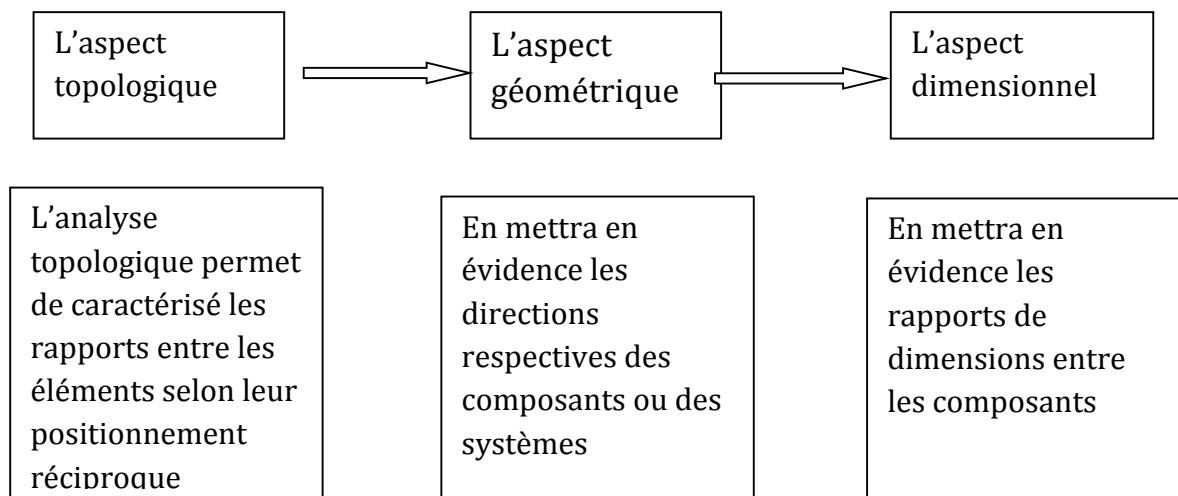 L’aspect
topologique
L’aspect
géométrique
L’aspect
dimensionnel
L’analyse
topologique permet
de caractérisé les
rapports entre les
éléments selon leur
positionnement
réciproque
En mettra en
évidence les
directions
respectives des
composants ou des
systèmes
En mettra en
évidence les
rapports de
dimensions entre
les composants